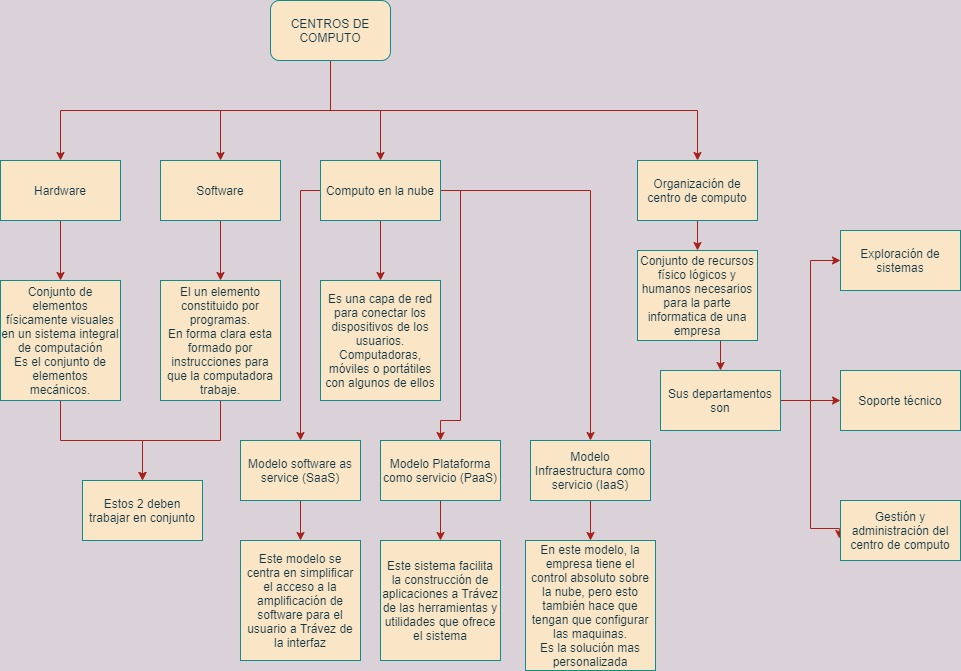 CENTROS DE
COMPUTO
Hardware
Software
Computo en la nube
Organización de
centro de computo
Conjunto de
elementos
físicamente visuales
en un sistema integral
de computación
Es el conjunto de
elementos
mecánicos.
El un elemento
constituido por
programas.
En forma clara esta
formado por
instrucciones para
que la computadora
trabaje.
Es una capa de red
para conectar los
dispositivos de los
usuarios.
Computadoras,
móviles o portátiles
con algunos de ellos
Conjunto de recursos
físico lógicos y
humanos necesarios
para la parte
informatica de una
empresa
Exploración de
sistemas
Sus departamentos
son
Soporte técnico
Gestión y
administración del
centro de computo
Estos 2 deben
trabajar en conjunto
Modelo software as
service (SaaS)
Modelo Plataforma
como servicio (PaaS)
Modelo
Infraestructura como
servicio (IaaS)
Este modelo se
centra en simplificar
el acceso a la
amplificación de
software para el
usuario a Trávez de
la interfaz
Este sistema facilita
la construcción de
aplicaciones a Trávez
de las herramientas y
utilidades que ofrece
el sistema
En este modelo, la
empresa tiene el
control absoluto sobre
la nube, pero esto
también hace que
tengan que configurar
las maquinas.
Es la solución mas
personalizada